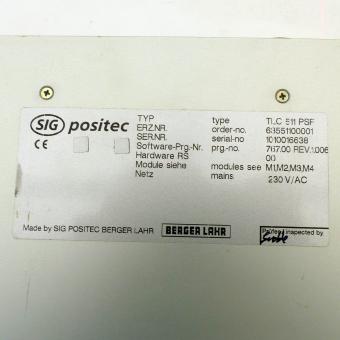 TYP type TLC 511 PSF
SIG positec ERZ.NR. order-no. 63551100001
SER.NR. serial-no 1010016638
CE Software-Prg-Nr. prg-no. 767.00 REV.1.006
Hardware RS 00
Module siehe modules see M1,M2,M3,M4
Netz mains 230 V/AC
Made by SIG POSITEC BERGER LAHR BERGER LAHR inspected by